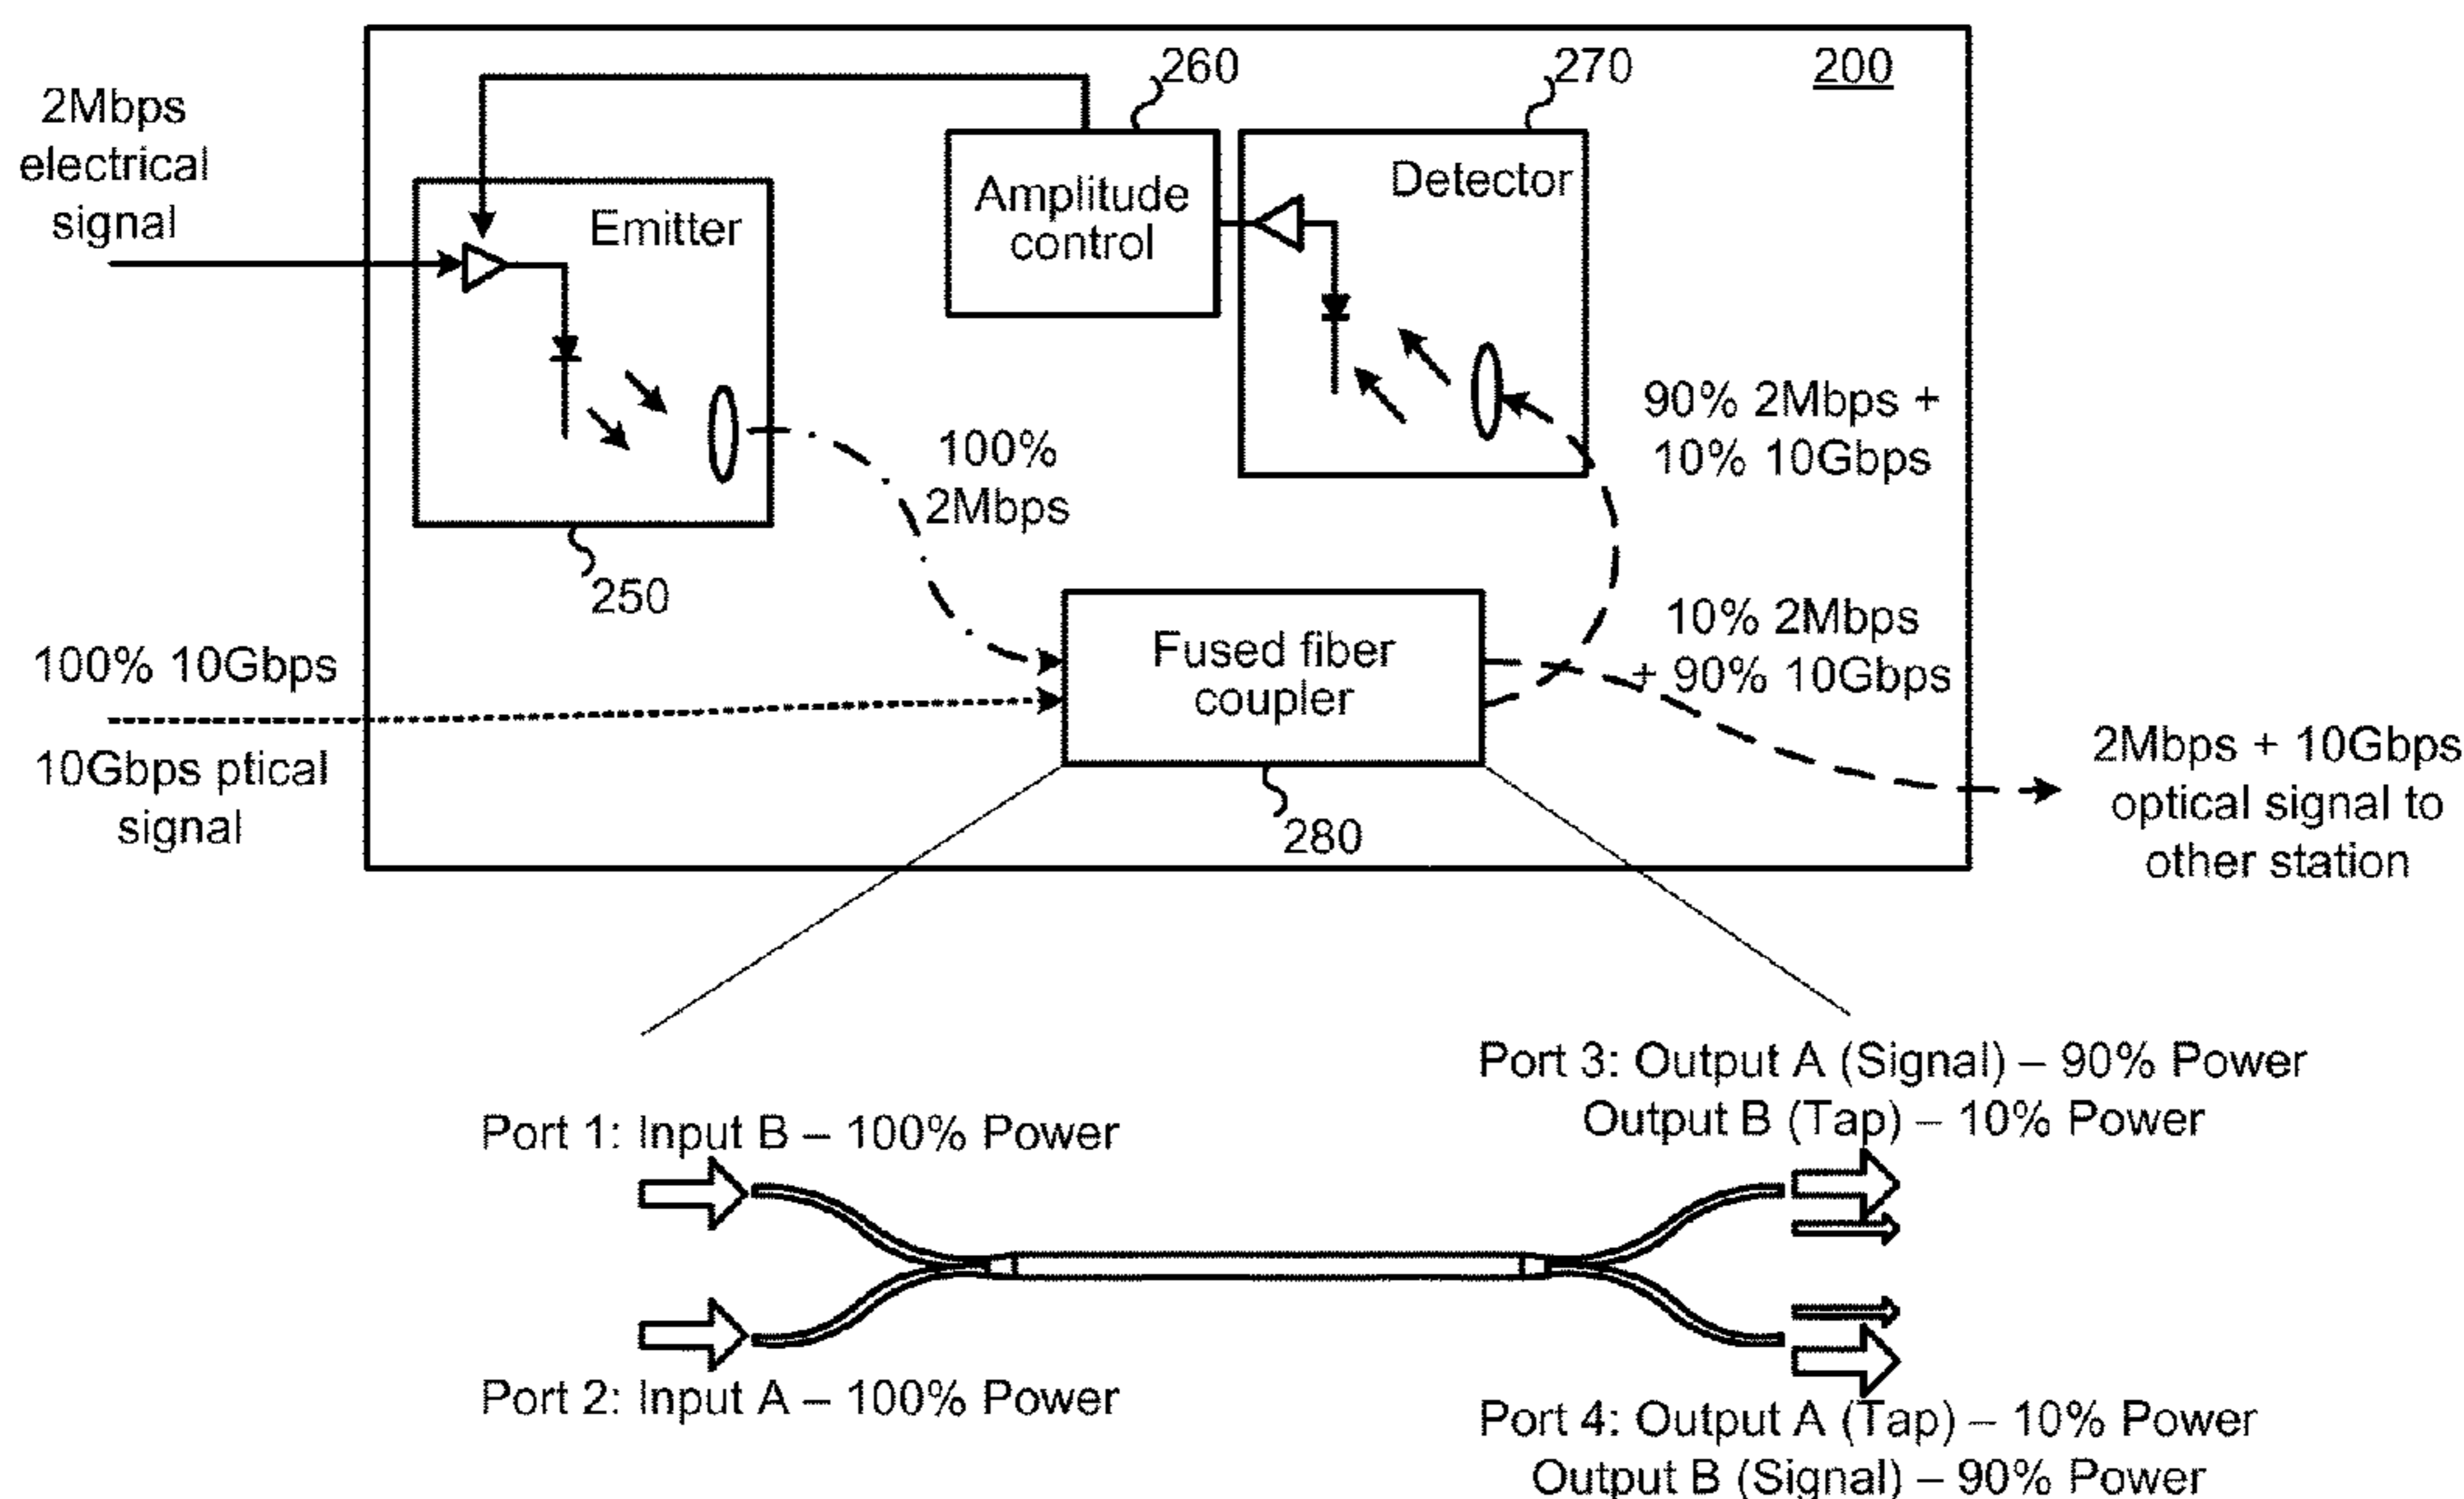 200
260
270
2Mbps
electrical
signal
Emitter
Amplitude
control
Detector
100%
2Mbps
90% 2Mbps +
10% 10Gbps
250
10% 2Mbps
+ 90% 10Gbps
100% 10Gbps
10Gbps ptical
signal
Fused fiber
coupler
280
2Mbps + 10Gbps
optical signal to
other station
Port 1: Input B – 100% Power
Port 2: Input A – 100% Power
Port 3: Output A (Signal) – 90% Power
Output B (Tap) – 10% Power
Port 4: Output A (Tap) – 10% Power
Output B (Signal) – 90% Power